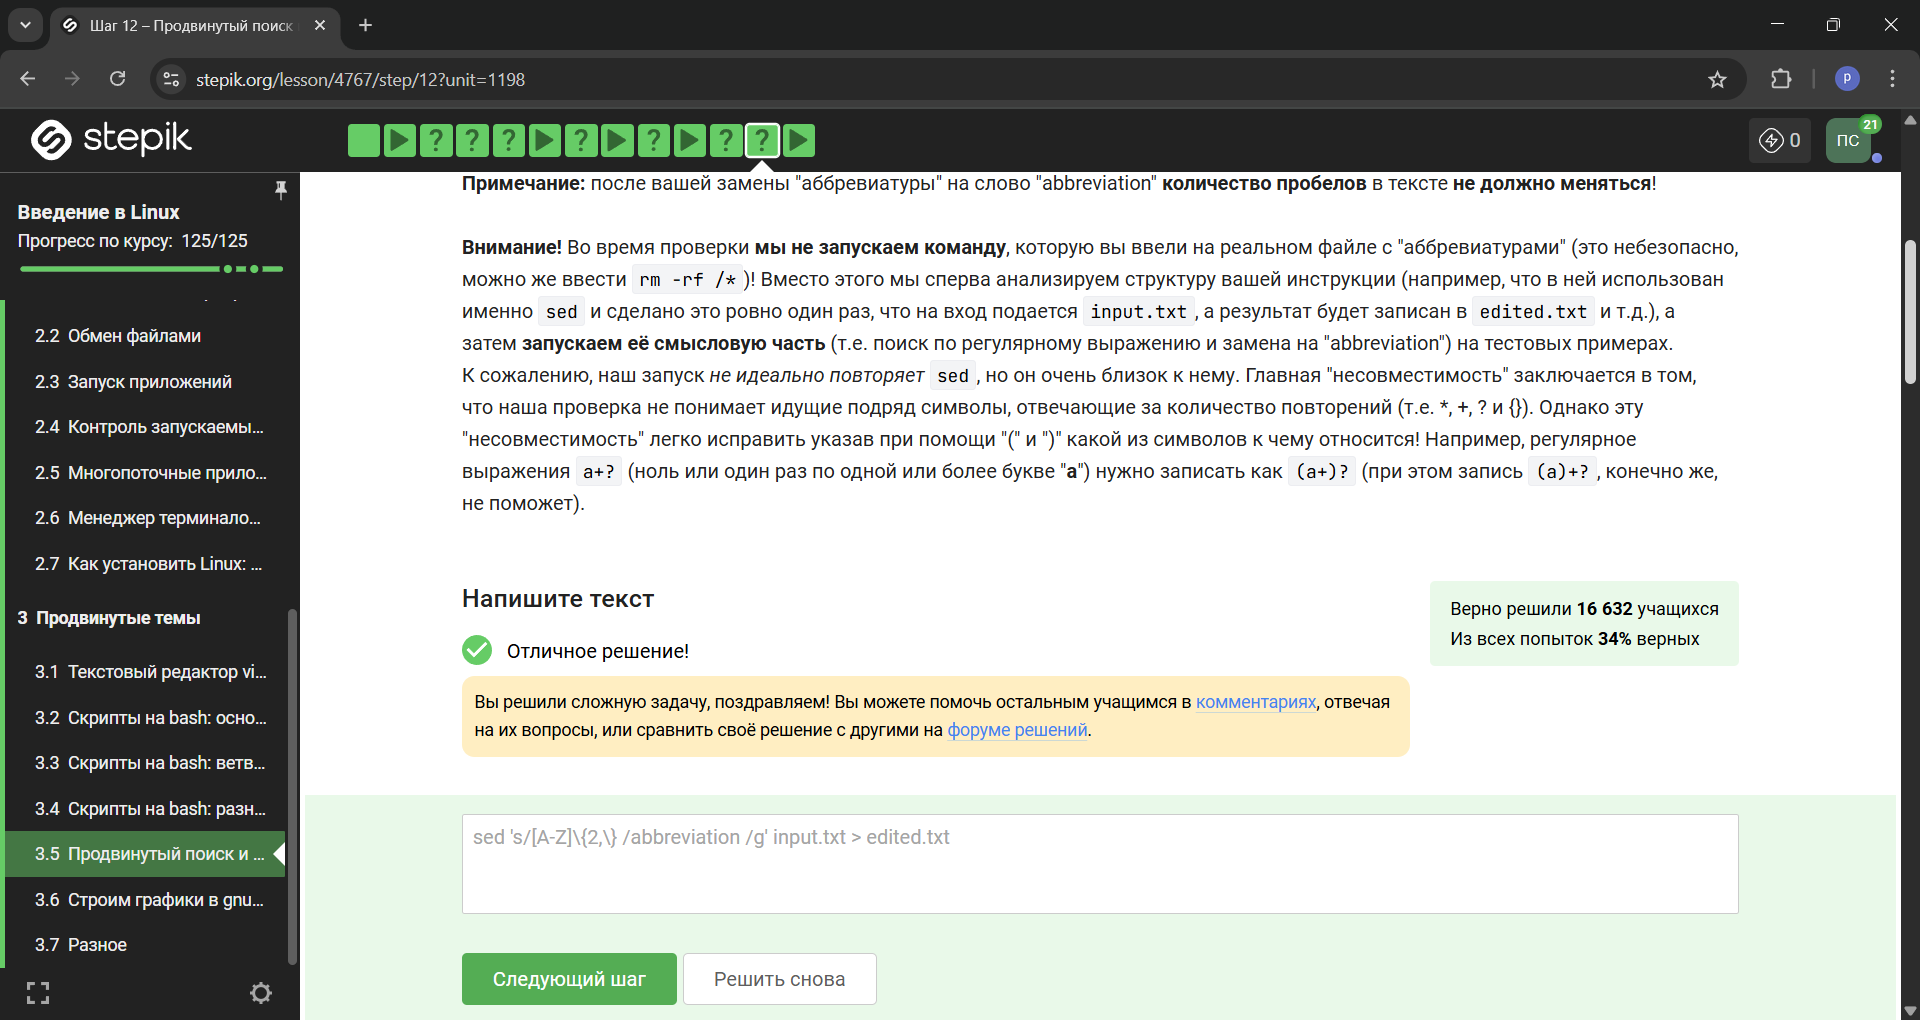 Шаг 12 – Продвинутый поиск
stepik.org/lesson/4767/step/12?unit=1198
P
stepik
? ? ? ? ? ? ?
0
ПС
21
Введение в Linux
Прогресс по курсу: 125/125
2.2 Обмен файлами
2.3 Запуск приложений
2.4 Контроль запускаемы...
2.5 Многопоточные прило...
2.6 Менеджер терминало...
2.7 Как установить Linux: ...
3 Продвинутые темы
3.1 Текстовый редактор vi...
3.2 Скрипты на bash: осно...
3.3 Скрипты на bash: ветв...
3.4 Скрипты на bash: разн...
3.5 Продвинутый поиск и ...
3.6 Строим графики в gnu...
3.7 Разное
Примечание: после вашей замены "аббревиатуры" на слово "abbreviation" количество пробелов в тексте не должно меняться!
Внимание! Во время проверки мы не запускаем команду, которую вы ввели на реальном файле с "аббревиатурами" (это небезопасно,
можно же ввести rm -rf /* )! Вместо этого мы сперва анализируем структуру вашей инструкции (например, что в ней использован
именно sed и сделано это ровно один раз, что на вход подается input.txt , а результат будет записан в edited.txt и т.д.), а
затем запускаем её смысловую часть (т.е. поиск по регулярному выражению и замена на "abbreviation") на тестовых примерах.
К сожалению, наш запуск не идеально повторяет sed , но он очень близок к нему. Главная "несовместимость" заключается в том,
что наша проверка не понимает идущие подряд символы, отвечающие за количество повторений (т.е. *, +, ? и {}). Однако эту
"несовместимость" легко исправить указав при помощи "(" и ")" какой из символов к чему относится! Например, регулярное
выражения a+? (ноль или один раз по одной или более букве "a") нужно записать как (a+)? (при этом запись (a)+? , конечно же,
не поможет).
Напишите текст
Отличное решение!
Верно решили 16 632 учащихся
Из всех попыток 34% верных
Вы решили сложную задачу, поздравляем! Вы можете помочь остальным учащимся в комментариях, отвечая
на их вопросы, или сравнить своё решение с другими на форуме решений.
sed 's/[A-Z]\{2,\} /abbreviation /g' input.txt > edited.txt
Следующий шаг
Решить снова